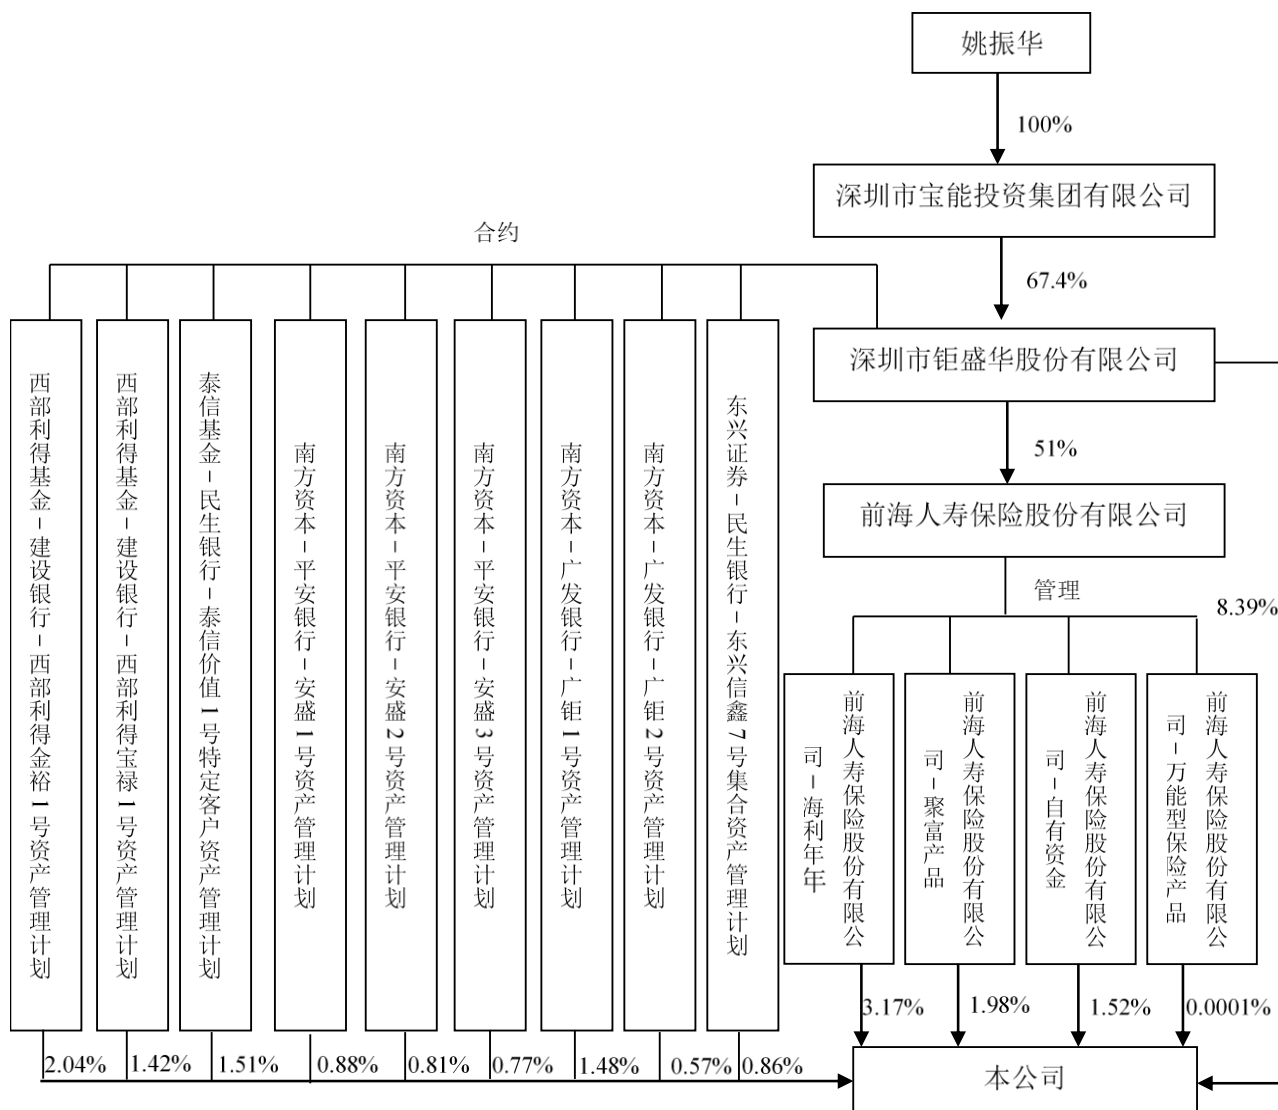 姚振华
100%
深圳市宝能投资集团有限公司
合约
67.4%
深圳市钜盛华股份有限公司
51%
前海人寿保险股份有限公司
管理
8.39%
西部利得基金-建设银行-西部利得金裕1号资产管理计划
西部利得基金-建设银行-西部利得宝禄1号资产管理计划
泰信基金-民生银行-泰信价值1号特定客户资产管理计划
南方资本-平安银行-安盛1号资产管理计划
南方资本-平安银行-安盛2号资产管理计划
南方资本-平安银行-安盛3号资产管理计划
南方资本-广发银行-广钜1号资产管理计划
南方资本-广发银行-广钜2号资产管理计划
东兴证券-民生银行-东兴信鑫7号集合资产管理计划
前海人寿保险股份有限公
司-海利年年
前海人寿保险股份有限公
司-聚富产品
前海人寿保险股份有限公
司-自有资金
前海人寿保险股份有限公
司-万能型保险产品
3.17%
1.98%
1.52%
0.0001%
2.04%
1.42%
1.51%
0.88%
0.81%
0.77%
1.48%
0.57%
0.86%
本公司